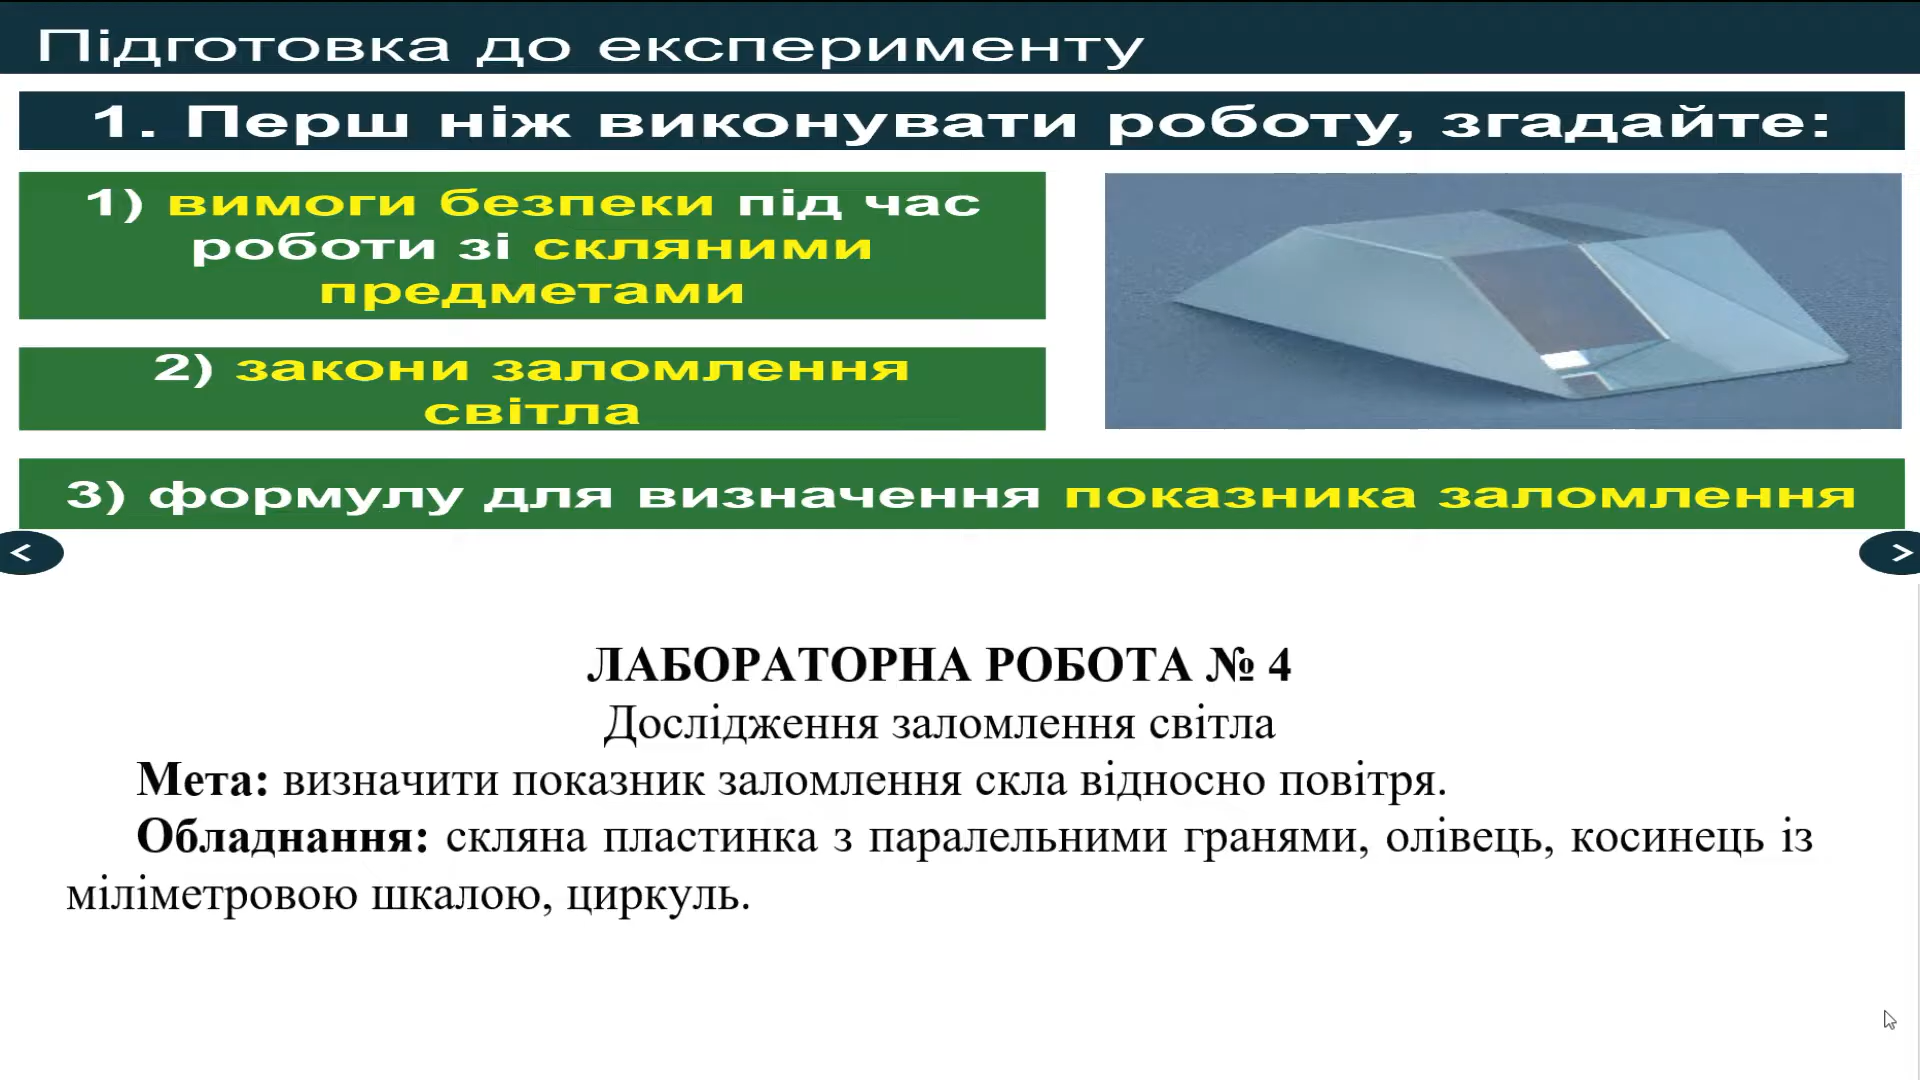 Підготовка до експерименту
1. Перш ніж виконувати роботу, згадайте:
1) вимоги безпеки під час
роботи зі скляними
предметами
2) закони заломлення
світла
3) формулу для визначення показника заломлення
<
>
ЛАБОРАТОРНА РОБОТА № 4
Дослідження заломлення світла
Мета: визначити показник заломлення скла відносно повітря.
Обладнання: скляна пластинка з паралельними гранями, олівець, косинець із
міліметровою шкалою, циркуль.